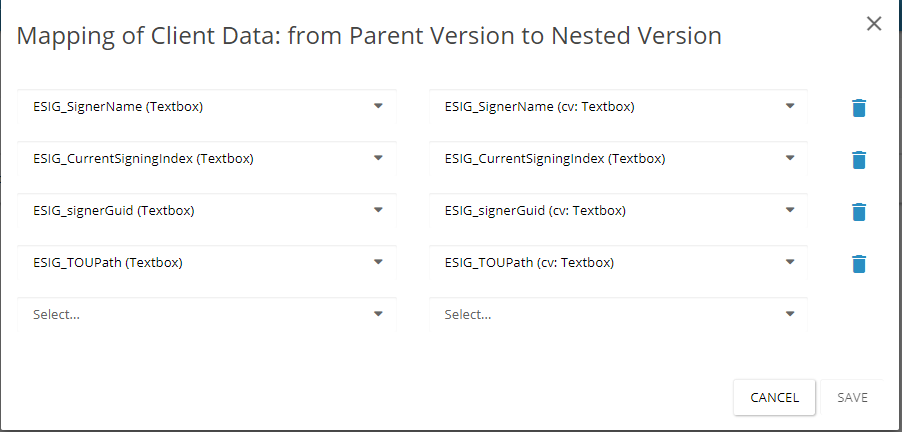 Mapping of Client Data: from Parent Version to Nested Version
ESIG_SignerName (Textbox) ESIG_SignerName (cv: Textbox)
ESIG_CurrentSigningIndex (Textbox) ESIG_CurrentSigningIndex (cv: Textbox)
ESIG_signerGuid (Textbox) ESIG_signerGuid (cv: Textbox)
ESIG_TOUPath (Textbox) ESIG_TOUPath (cv: Textbox)
Select... Select...
CANCEL SAVE